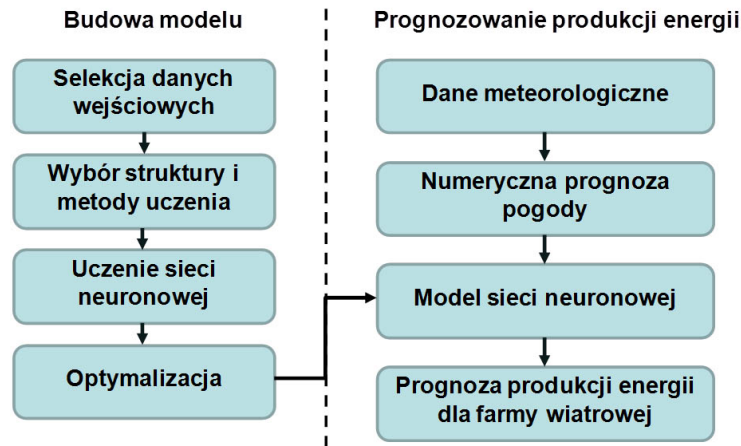 Budowa modelu
Selekcja danych
wejściowych
Wybór struktury i
metody uczenia
Uczenie sieci
neuronowej
Optymalizacja
Prognozowanie produkcji energii
Dane meteorologiczne
Numeryczna prognoza
pogody
Model sieci neuronowej
Prognoza produkcji energii
dla farmy wiatrowej